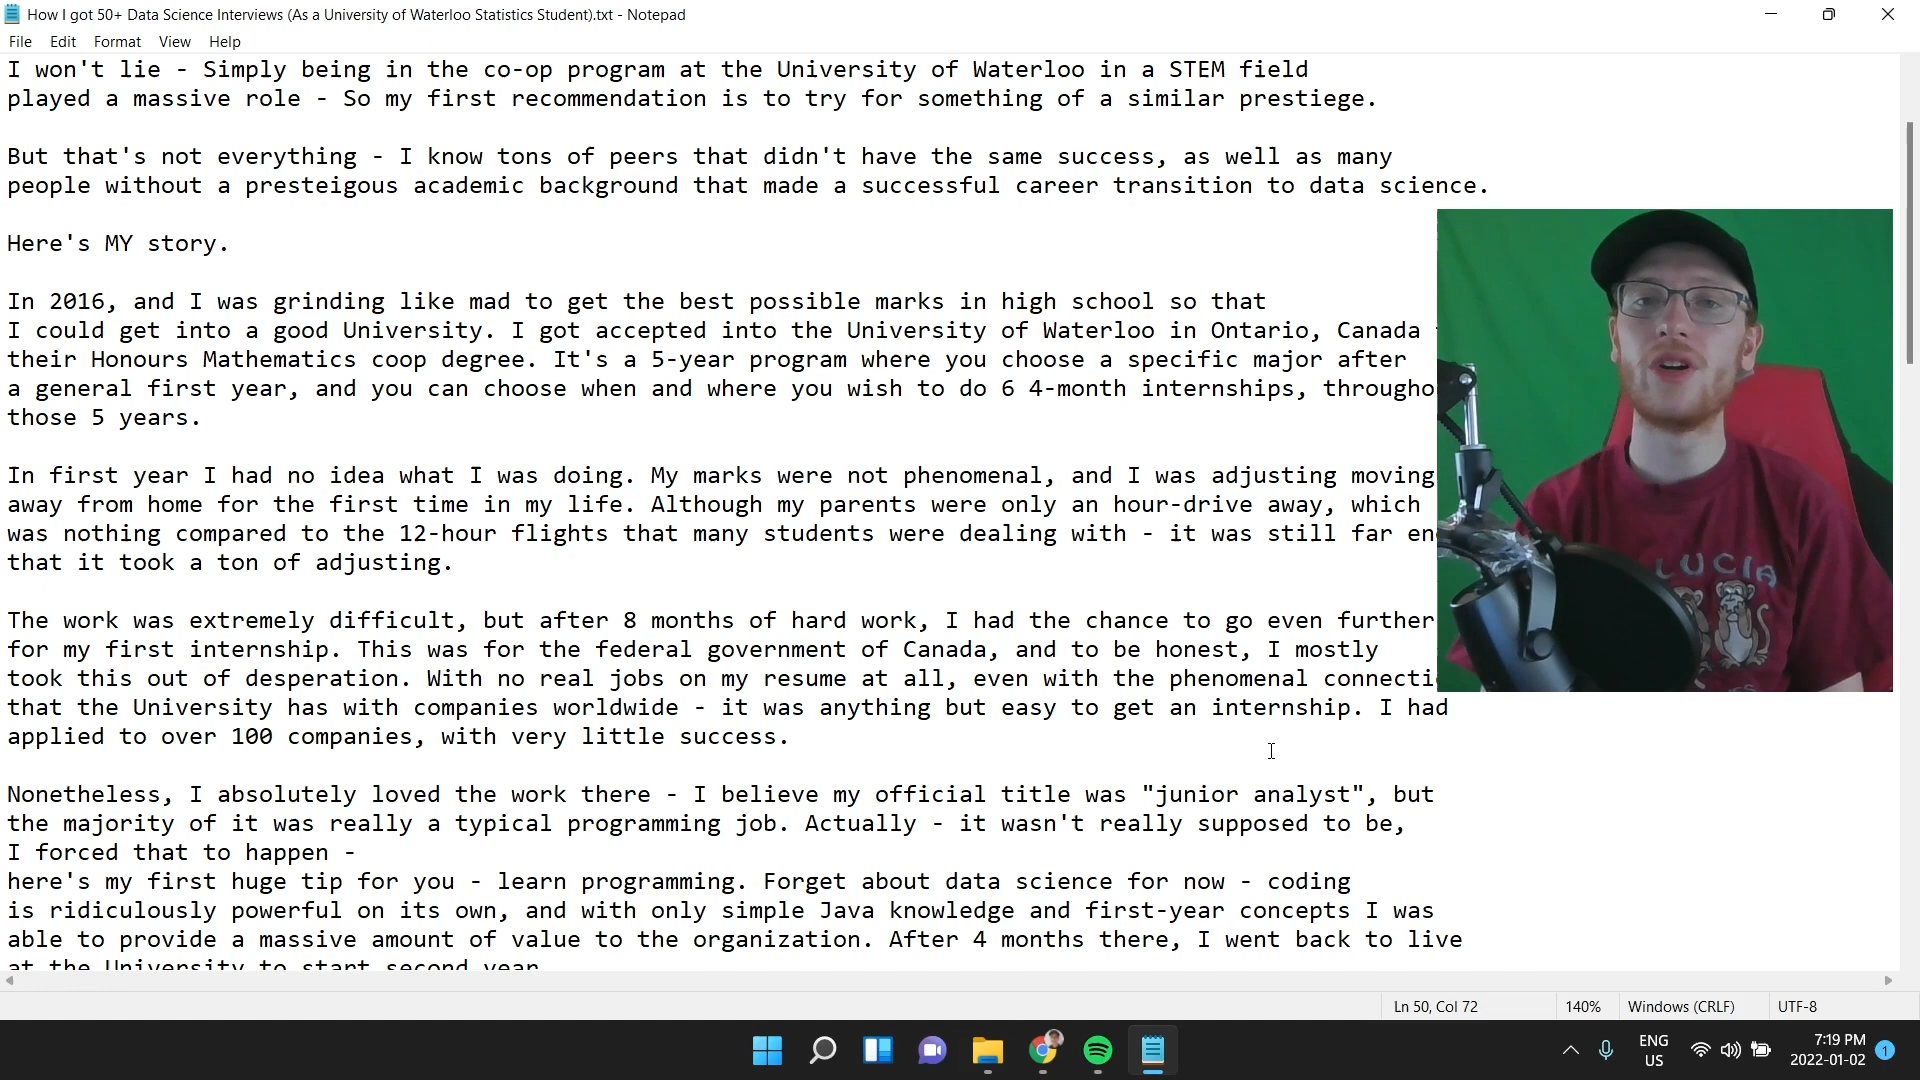 How I got 50+ Data Science Interviews (As a University of Waterloo Statistics Student).txt - Notepad
File Edit Format View Help
I won't lie - Simply being in the co-op program at the University of Waterloo in a STEM field
played a massive role - So my first recommendation is to try for something of a similar prestiege.
But that's not everything - I know tons of peers that didn't have the same success, as well as many
people without a presteigous academic background that made a successful career transition to data science.
Here's MY story.
In 2016, and I was grinding like mad to get the best possible marks in high school so that
I could get into a good University. I got accepted into the University of Waterloo in Ontario, Canada
their Honours Mathematics coop degree. It's a 5-year program where you choose a specific major after
a general first year, and you can choose when and where you wish to do 6 4-month internships, througho
those 5 years.
In first year I had no idea what I was doing. My marks were not phenomenal, and I was adjusting moving
away from home for the first time in my life. Although my parents were only an hour-drive away, which
was nothing compared to the 12-hour flights that many students were dealing with - it was still far en
that it took a ton of adjusting.
The work was extremely difficult, but after 8 months of hard work, I had the chance to go even further
for my first internship. This was for the federal government of Canada, and to be honest, I mostly
took this out of desperation. With no real jobs on my resume at all, even with the phenomenal connecti
that the University has with companies worldwide - it was anything but easy to get an internship. I had
applied to over 100 companies, with very little success.
Nonetheless, I absolutely loved the work there - I believe my official title was "junior analyst", but
the majority of it was really a typical programming job. Actually - it wasn't really supposed to be,
I forced that to happen -
here's my first huge tip for you - learn programming. Forget about data science for now - coding
is ridiculously powerful on its own, and with only simple Java knowledge and first-year concepts I was
able to provide a massive amount of value to the organization. After 4 months there, I went back to live
at the University to start second year
LUCIA
Ln 50, Col 72 140% Windows (CRLF) UTF-8
ENG
US
7:19 PM
2022-01-02
1